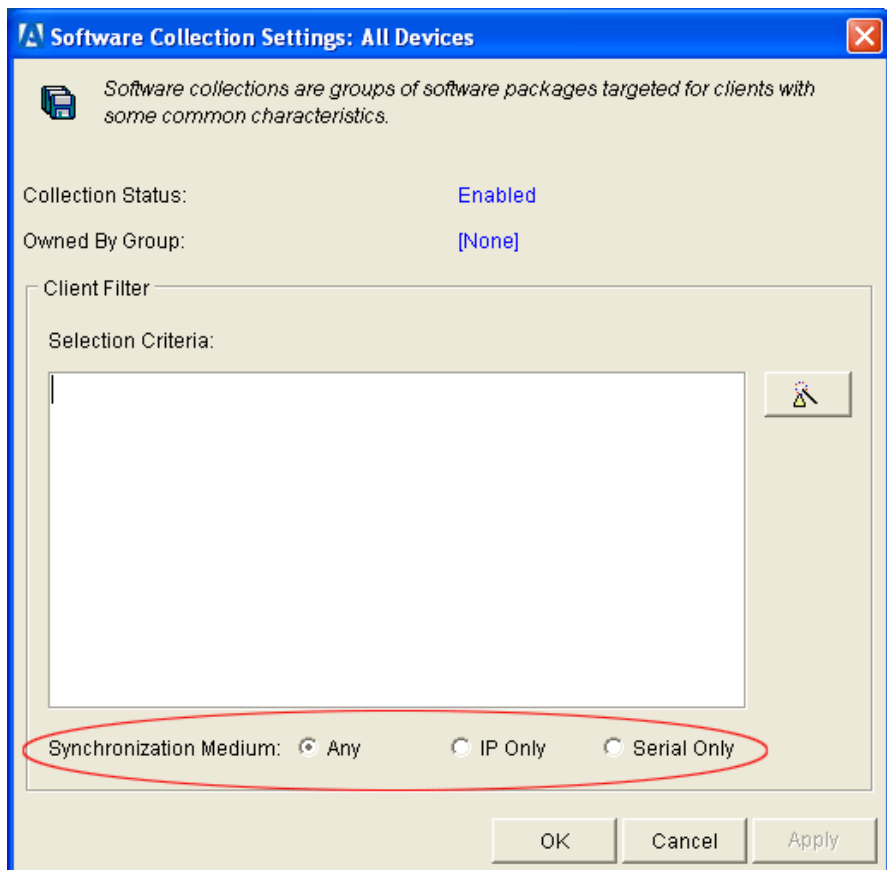 Software Collection Settings: All Devices
Software collections are groups of software packages targeted for clients with
some common characteristics.
Collection Status: Enabled
Owned By Group: [None]
Client Filter
Selection Criteria:
Synchronization Medium: Any IP Only Serial Only
OK Cancel Apply